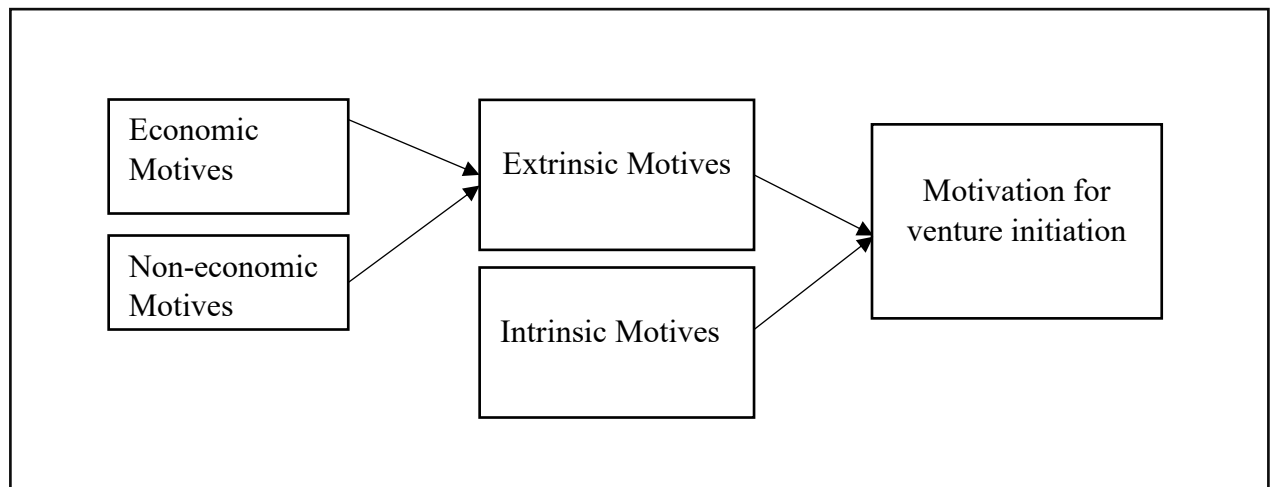 Economic
Motives
Non-economic
Motives
Extrinsic Motives
Intrinsic Motives
Motivation for
venture initiation